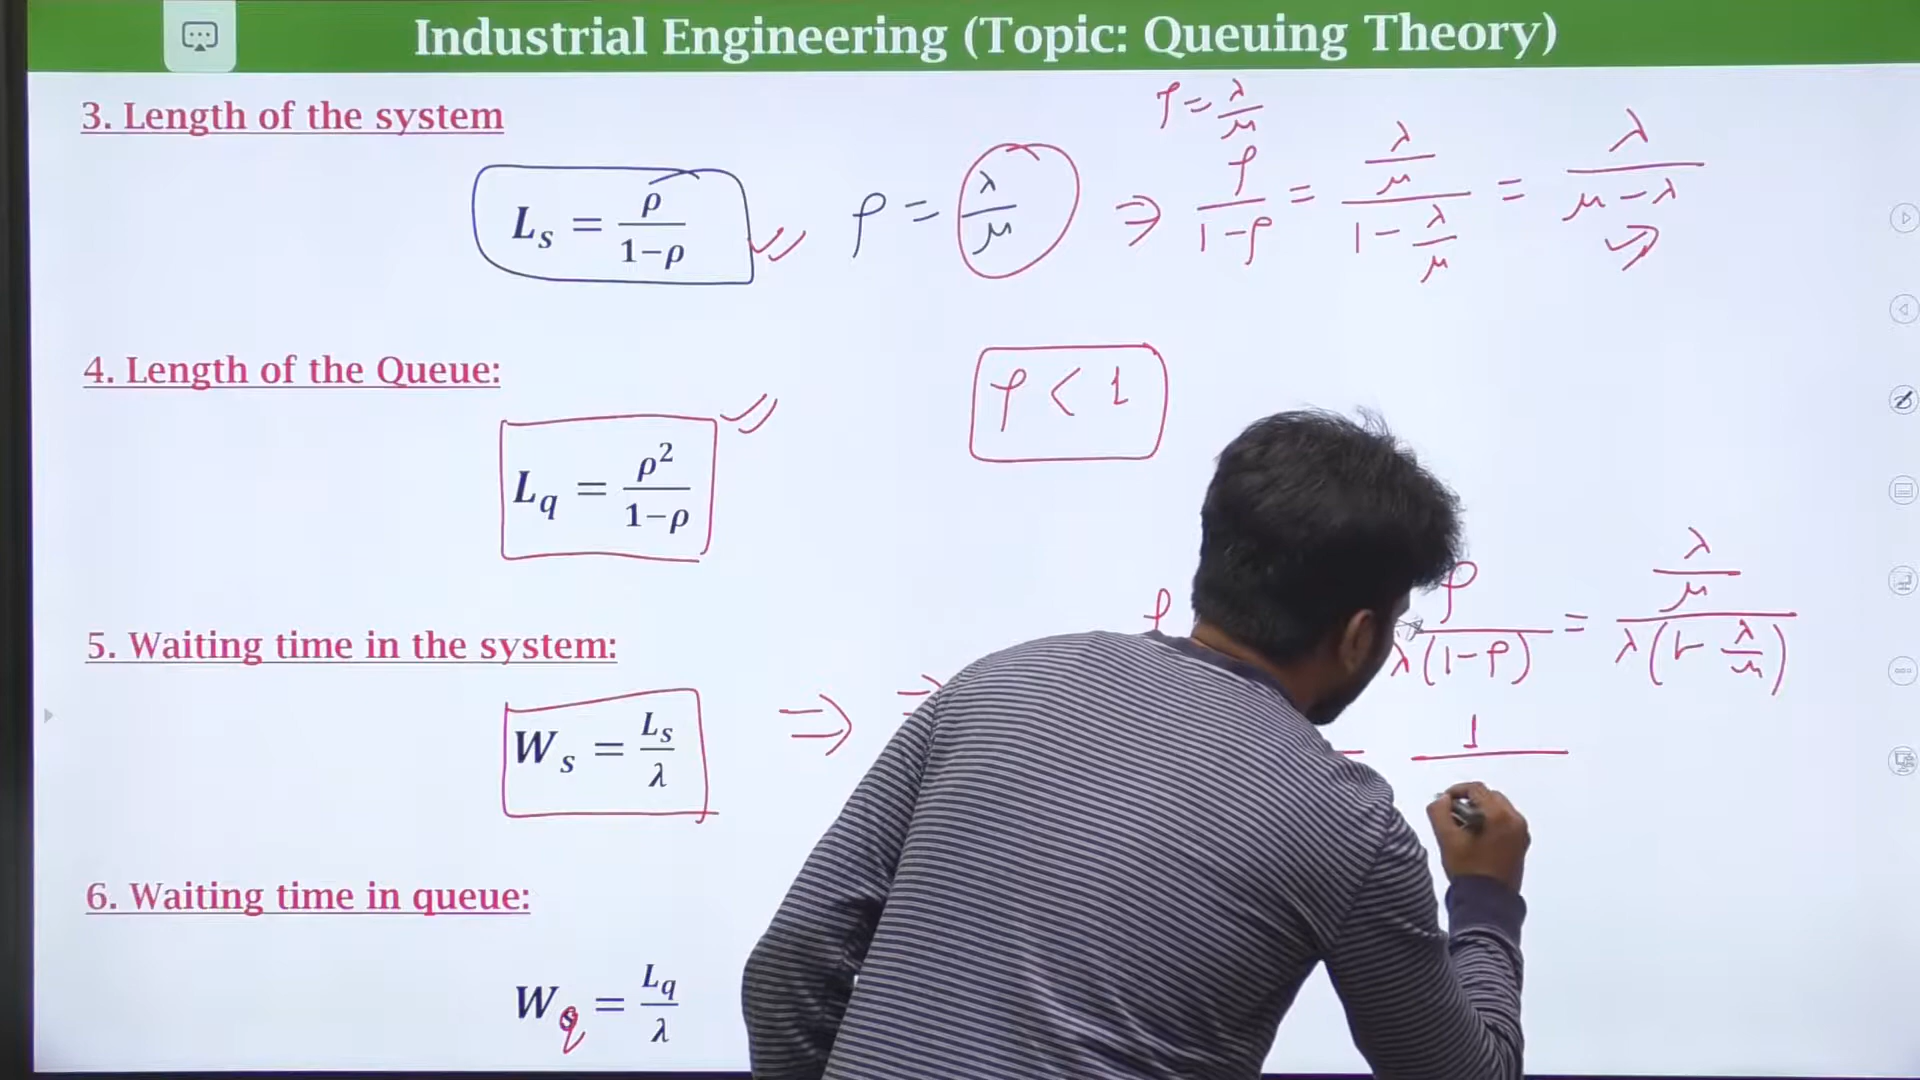 Industrial Engineering (Topic: Queuing Theory)
3. Length of the system
ρ = λ/μ
Ls = ρ/1−ρ
ρ = λ/μ ⇒ ρ/1−ρ = (λ/μ)/(1−λ/μ) = λ/μ−λ
4. Length of the Queue:
ρ < 1
Lq = ρ²/1−ρ
5. Waiting time in the system:
ρ
ρ/λ(1−ρ) = (λ/μ)/λ(1−λ/μ)
Ws = Ls/λ ⇒
1
6. Waiting time in queue:
Wq = Lq/λ